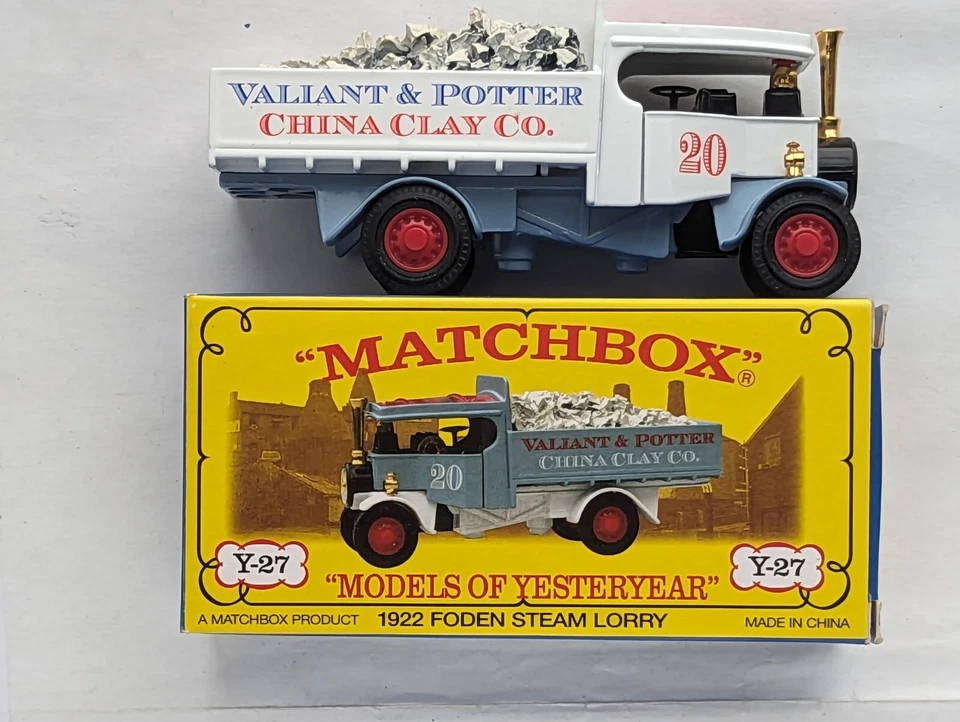 VALIANT & POTTER
CHINA CLAY CO.
20
"MATCHBOX"®
VALIANT & POTTER
CHINA CLAY CO.
20
Y-27
Y-27
"MODELS OF YESTERYEAR"
A MATCHBOX PRODUCT 1922 FODEN STEAM LORRY MADE IN CHINA